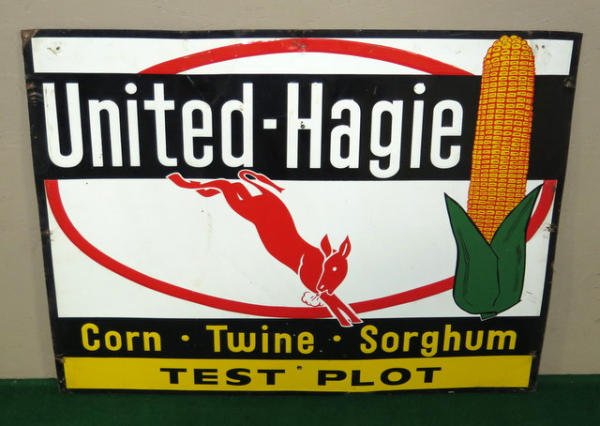 United-Hagie
Corn · Twine · Sorghum
TEST PLOT